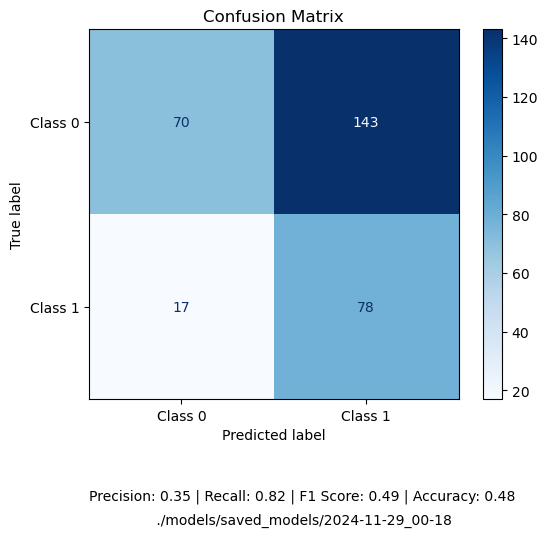 Confusion Matrix
Class 0
70
143
Class 1
17
78
Class 0
Class 1
True label
Predicted label
140
120
100
80
60
40
20
Precision: 0.35 | Recall: 0.82 | F1 Score: 0.49 | Accuracy: 0.48
./models/saved_models/2024-11-29_00-18